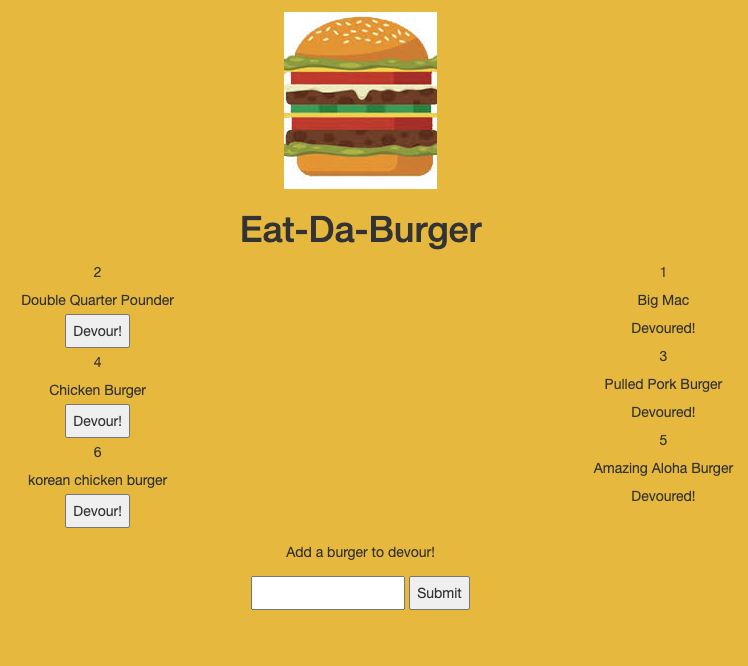 Eat-Da-Burger
2
Double Quarter Pounder
Devour!
4
Chicken Burger
Devour!
6
korean chicken burger
Devour!
1
Big Mac
Devoured!
3
Pulled Pork Burger
Devoured!
5
Amazing Aloha Burger
Devoured!
Add a burger to devour!
Submit